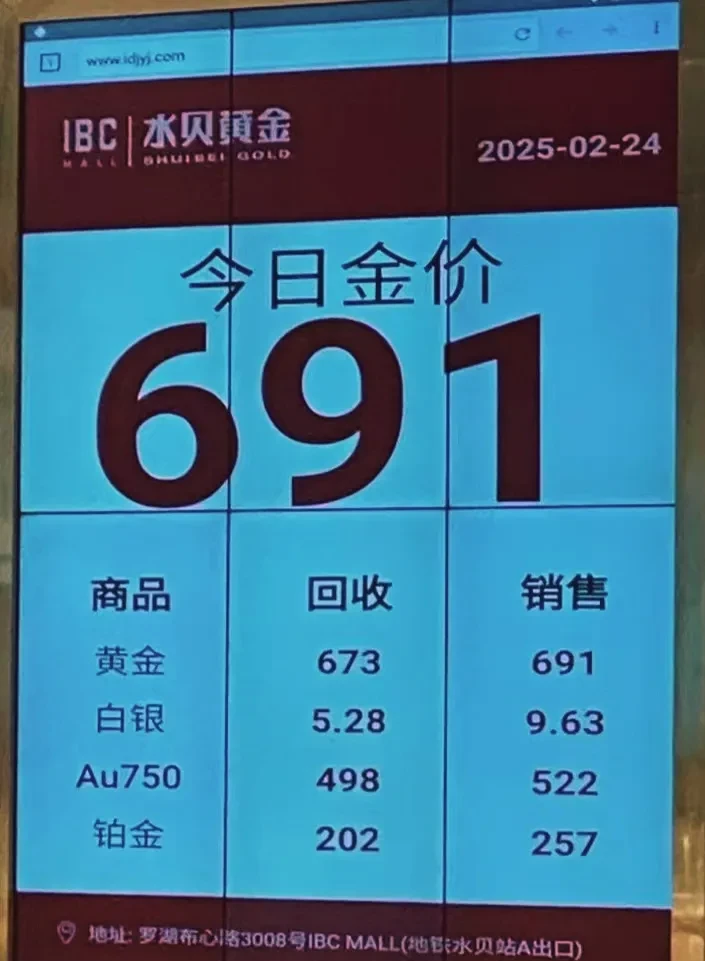 www.idjyj.com
IBC 水贝黄金
MALL SHUIBEI GOLD
2025-02-24
今日金价
691
商品 回收 销售
黄金 673 691
白银 5.28 9.63
Au750 498 522
铂金 202 257
地址: 罗湖布心路3008号IBC MALL(地铁水贝站A出口)